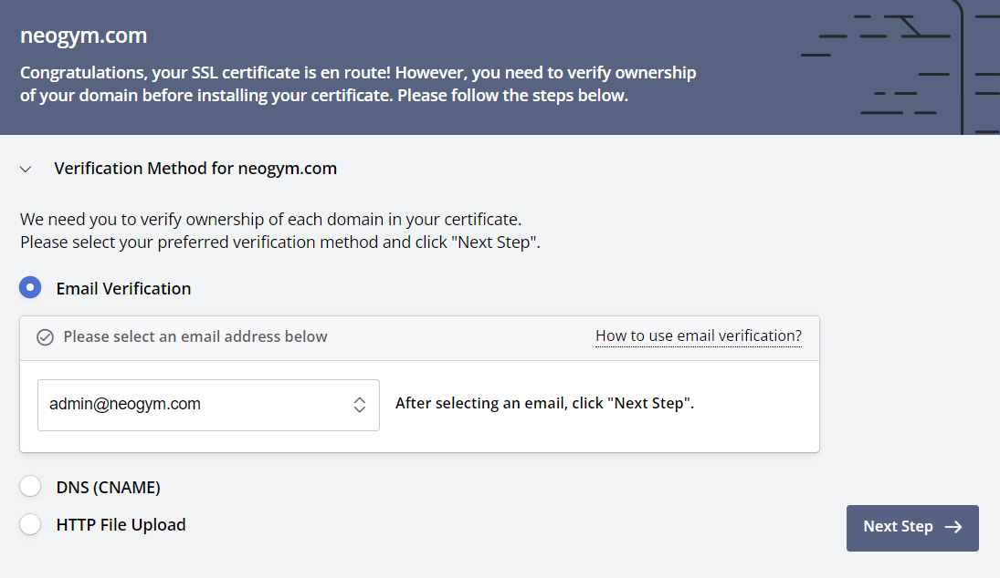 neogym.com
Congratulations, your SSL certificate is en route! However, you need to verify ownership
of your domain before installing your certificate. Please follow the steps below.
Verification Method for neogym.com
We need you to verify ownership of each domain in your certificate.
Please select your preferred verification method and click "Next Step".
Email Verification
Please select an email address below
How to use email verification?
admin@neogym.com
After selecting an email, click "Next Step".
DNS (CNAME)
HTTP File Upload
Next Step